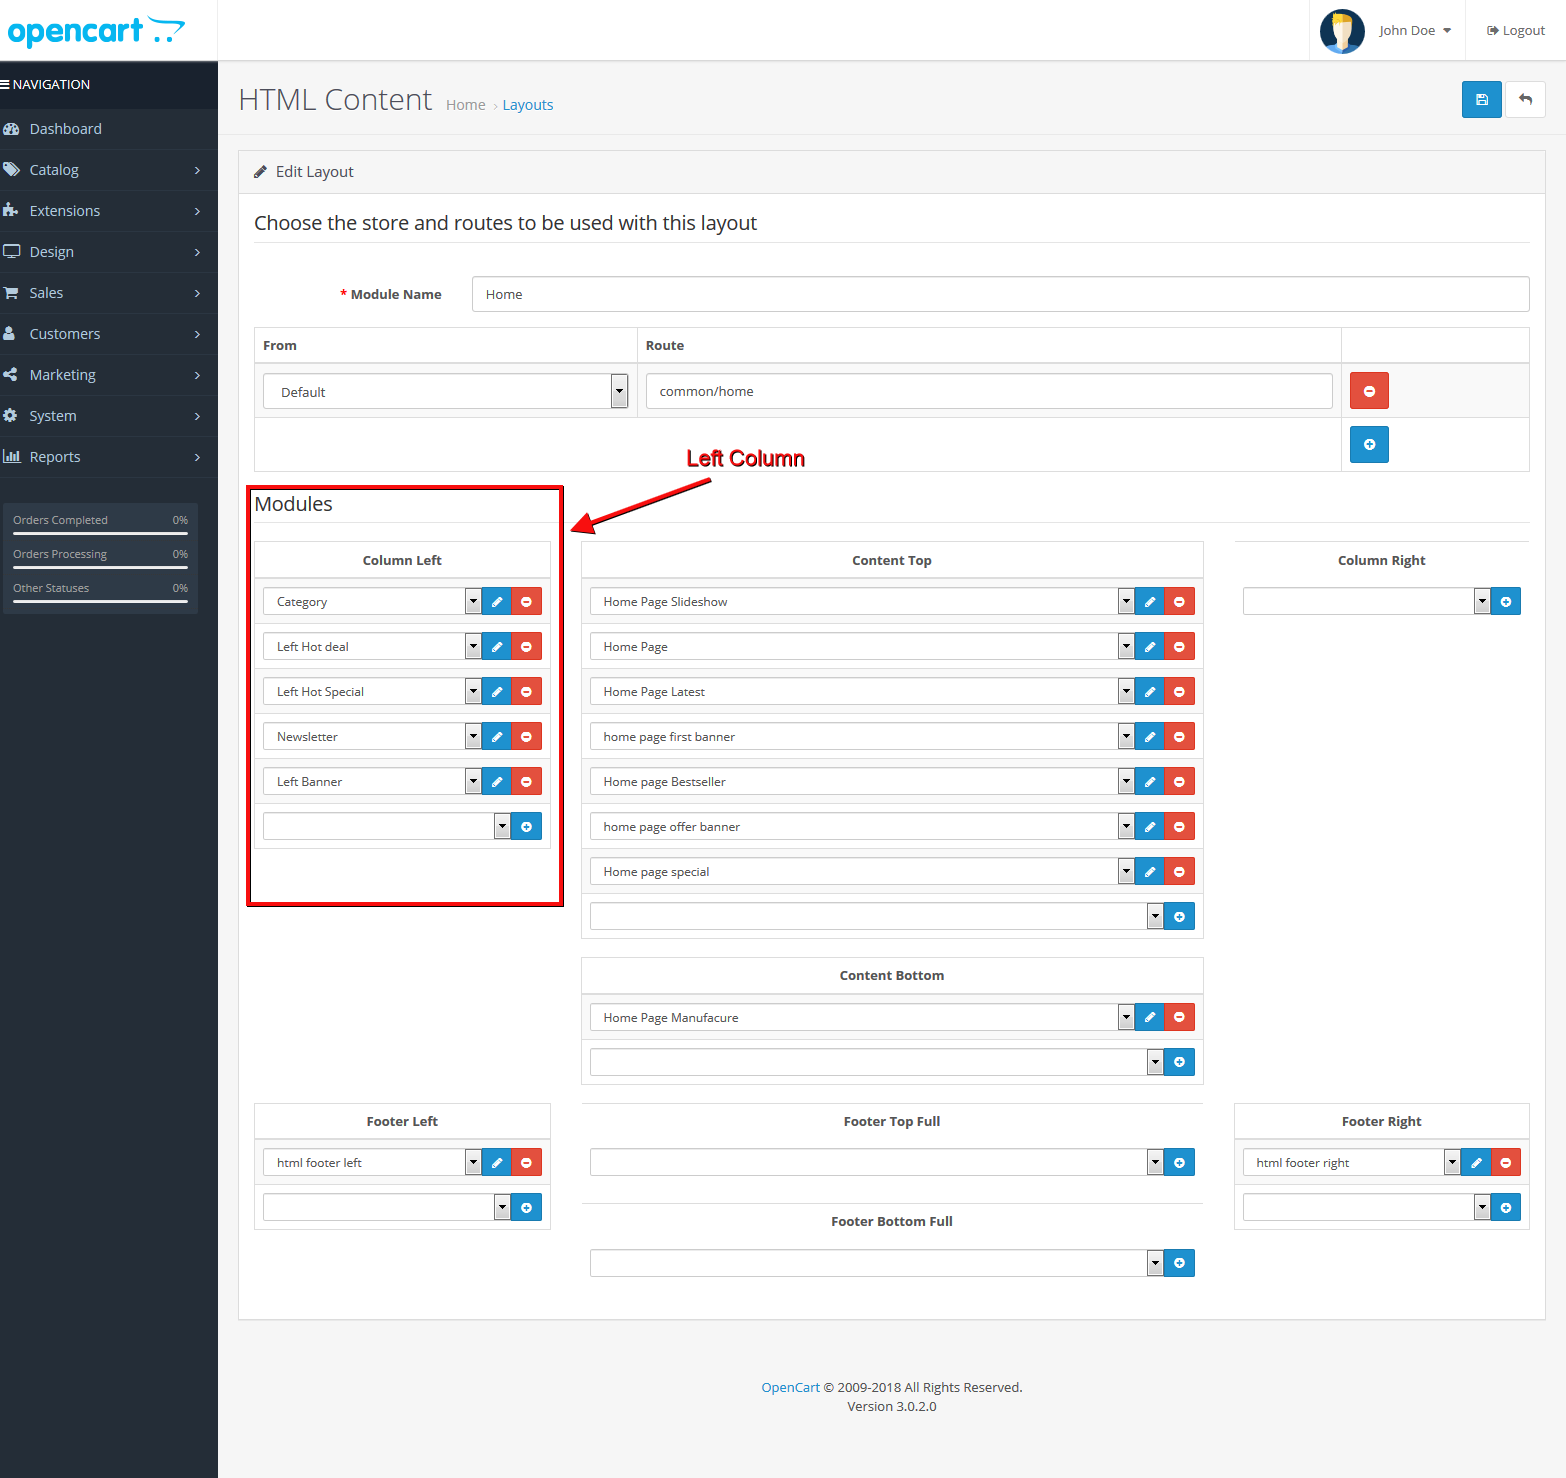 opencart
John Doe
Logout
NAVIGATION
Dashboard
Catalog
Extensions
Design
Sales
Customers
Marketing
System
Reports
Orders Completed 0%
Orders Processing 0%
Other Statuses 0%
HTML Content Home › Layouts
Edit Layout
Choose the store and routes to be used with this layout
* Module Name Home
From Route
Default common/home
Left Column
Modules
Column Left
Category
Left Hot deal
Left Hot Special
Newsletter
Left Banner
Content Top
Home Page Slideshow
Home Page
Home Page Latest
home page first banner
Home page Bestseller
home page offer banner
Home page special
Column Right
Content Bottom
Home Page Manufacure
Footer Left
html footer left
Footer Top Full
Footer Bottom Full
Footer Right
html footer right
OpenCart © 2009-2018 All Rights Reserved.
Version 3.0.2.0